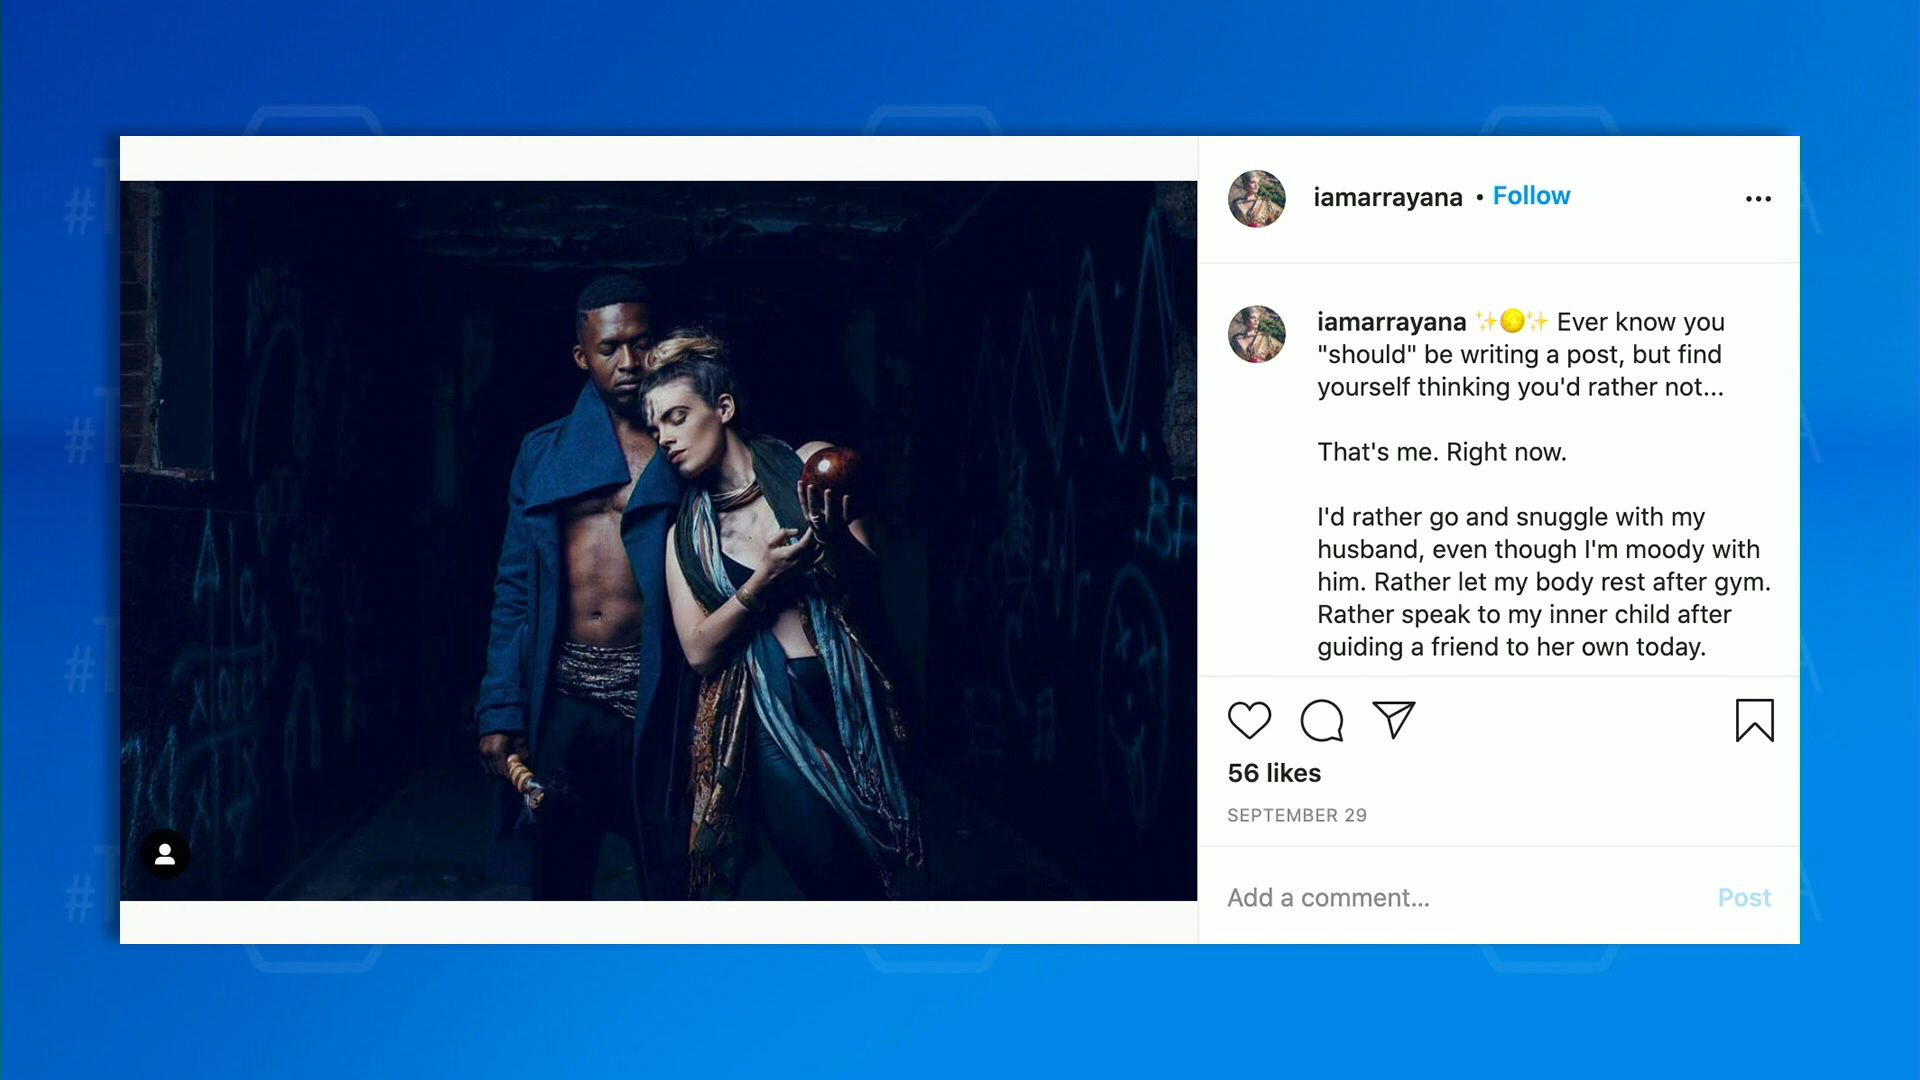 iamarrayana • Follow
iamarrayana ✨🌕✨ Ever know you
"should" be writing a post, but find
yourself thinking you'd rather not...
That's me. Right now.
I'd rather go and snuggle with my
husband, even though I'm moody with
him. Rather let my body rest after gym.
Rather speak to my inner child after
guiding a friend to her own today.
56 likes
SEPTEMBER 29
Add a comment... Post